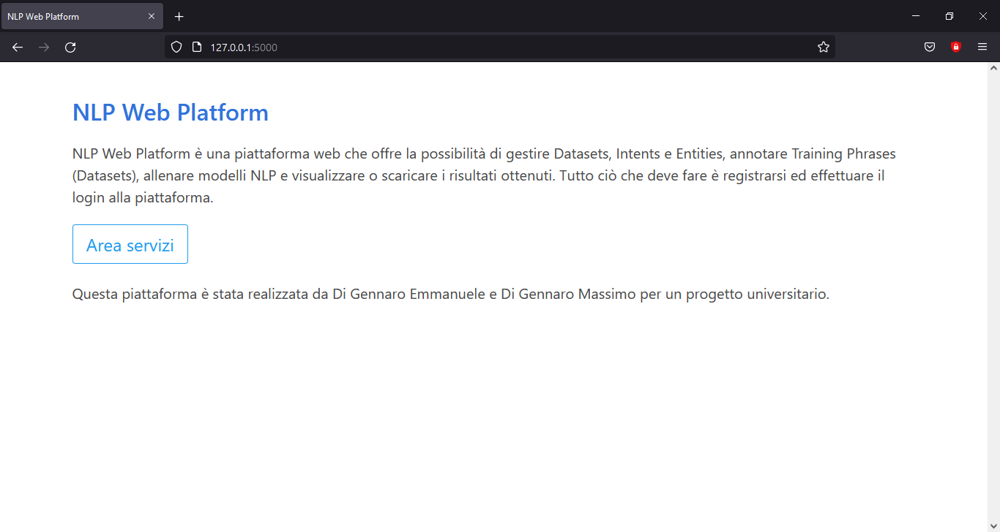 NLP Web Platform
127.0.0.1:5000
NLP Web Platform
NLP Web Platform è una piattaforma web che offre la possibilità di gestire Datasets, Intents e Entities, annotare Training Phrases
(Datasets), allenare modelli NLP e visualizzare o scaricare i risultati ottenuti. Tutto ciò che deve fare è registrarsi ed effettuare il
login alla piattaforma.
Area servizi
Questa piattaforma è stata realizzata da Di Gennaro Emmanuele e Di Gennaro Massimo per un progetto universitario.